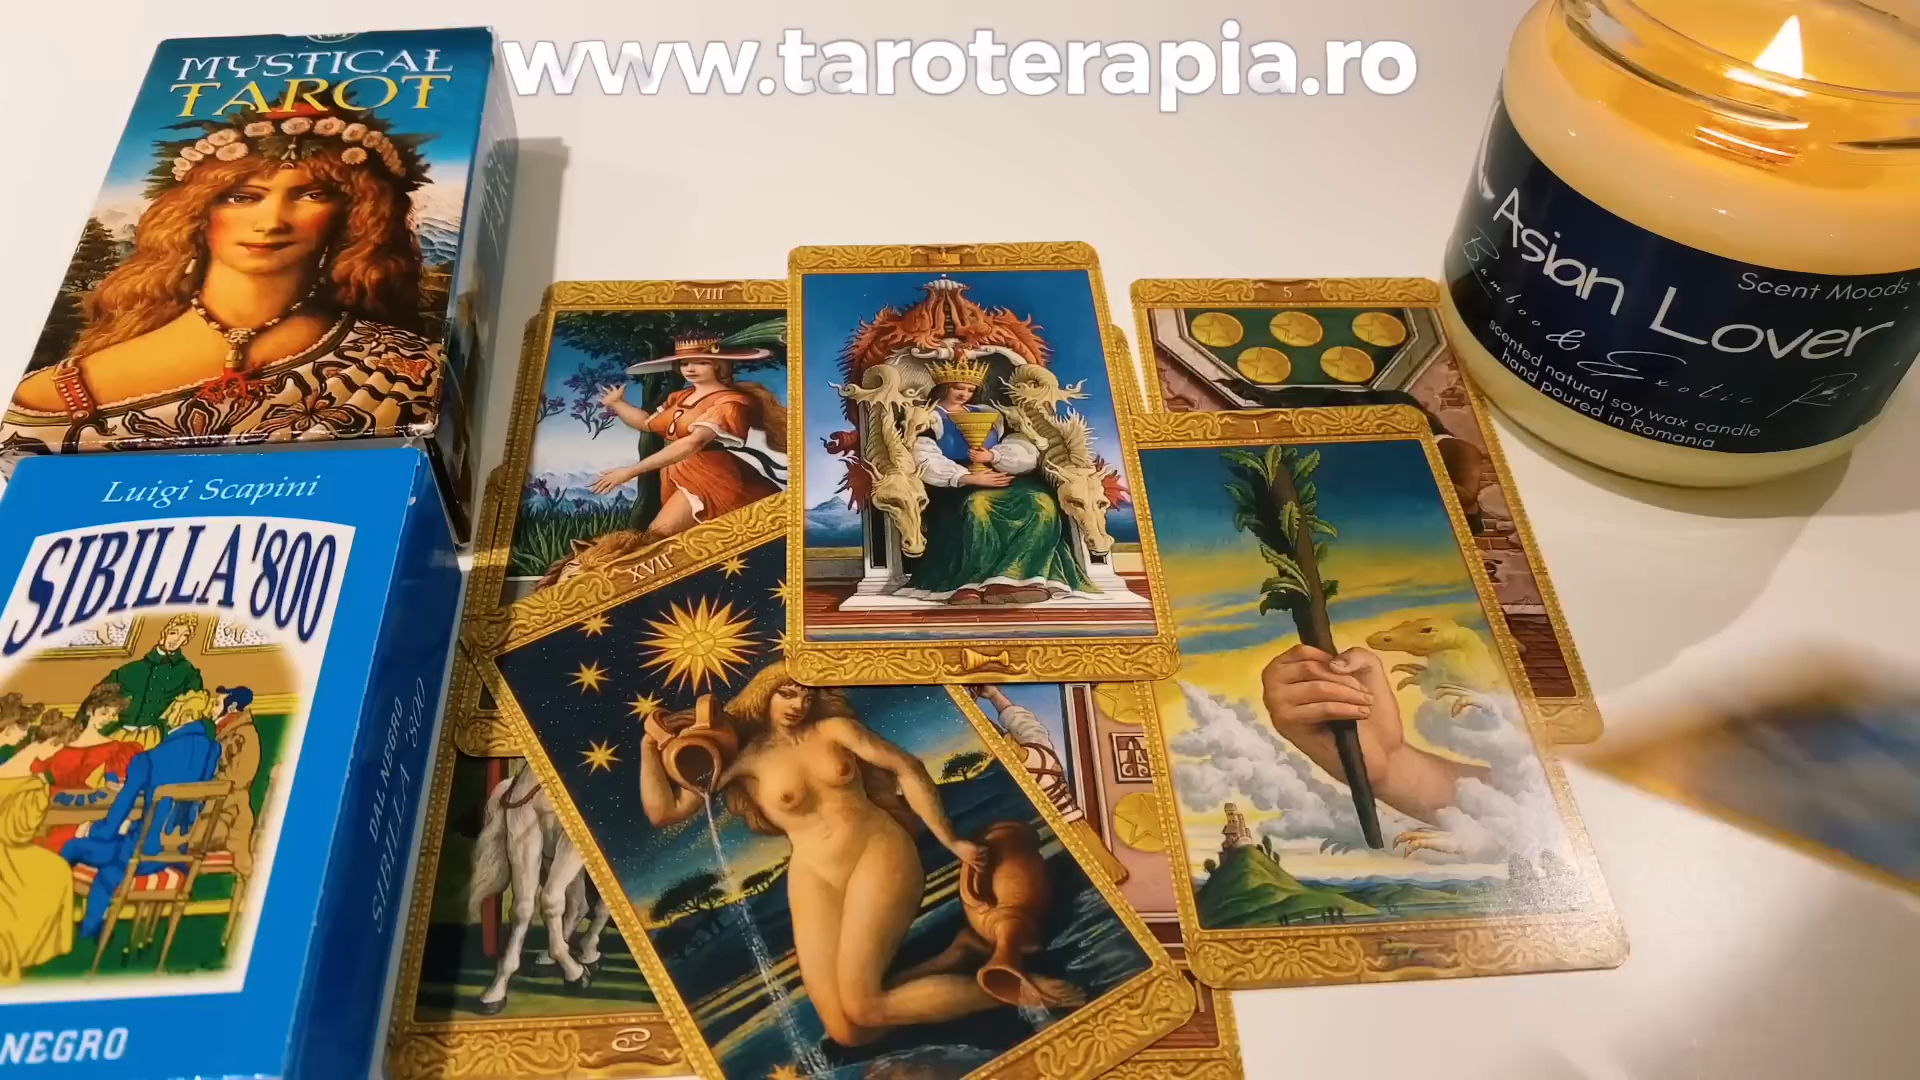 www.taroterapia.ro
MYSTICAL
TAROT
Luigi Scapini
SIBILLA '800
NEGRO
DAL NEGRO
SIBILLA '800
VIII
XVII
5
I
Asian Lover
Scent Moods
Bamboo & Exotic
scented natural soy wax candle
hand poured in Romania